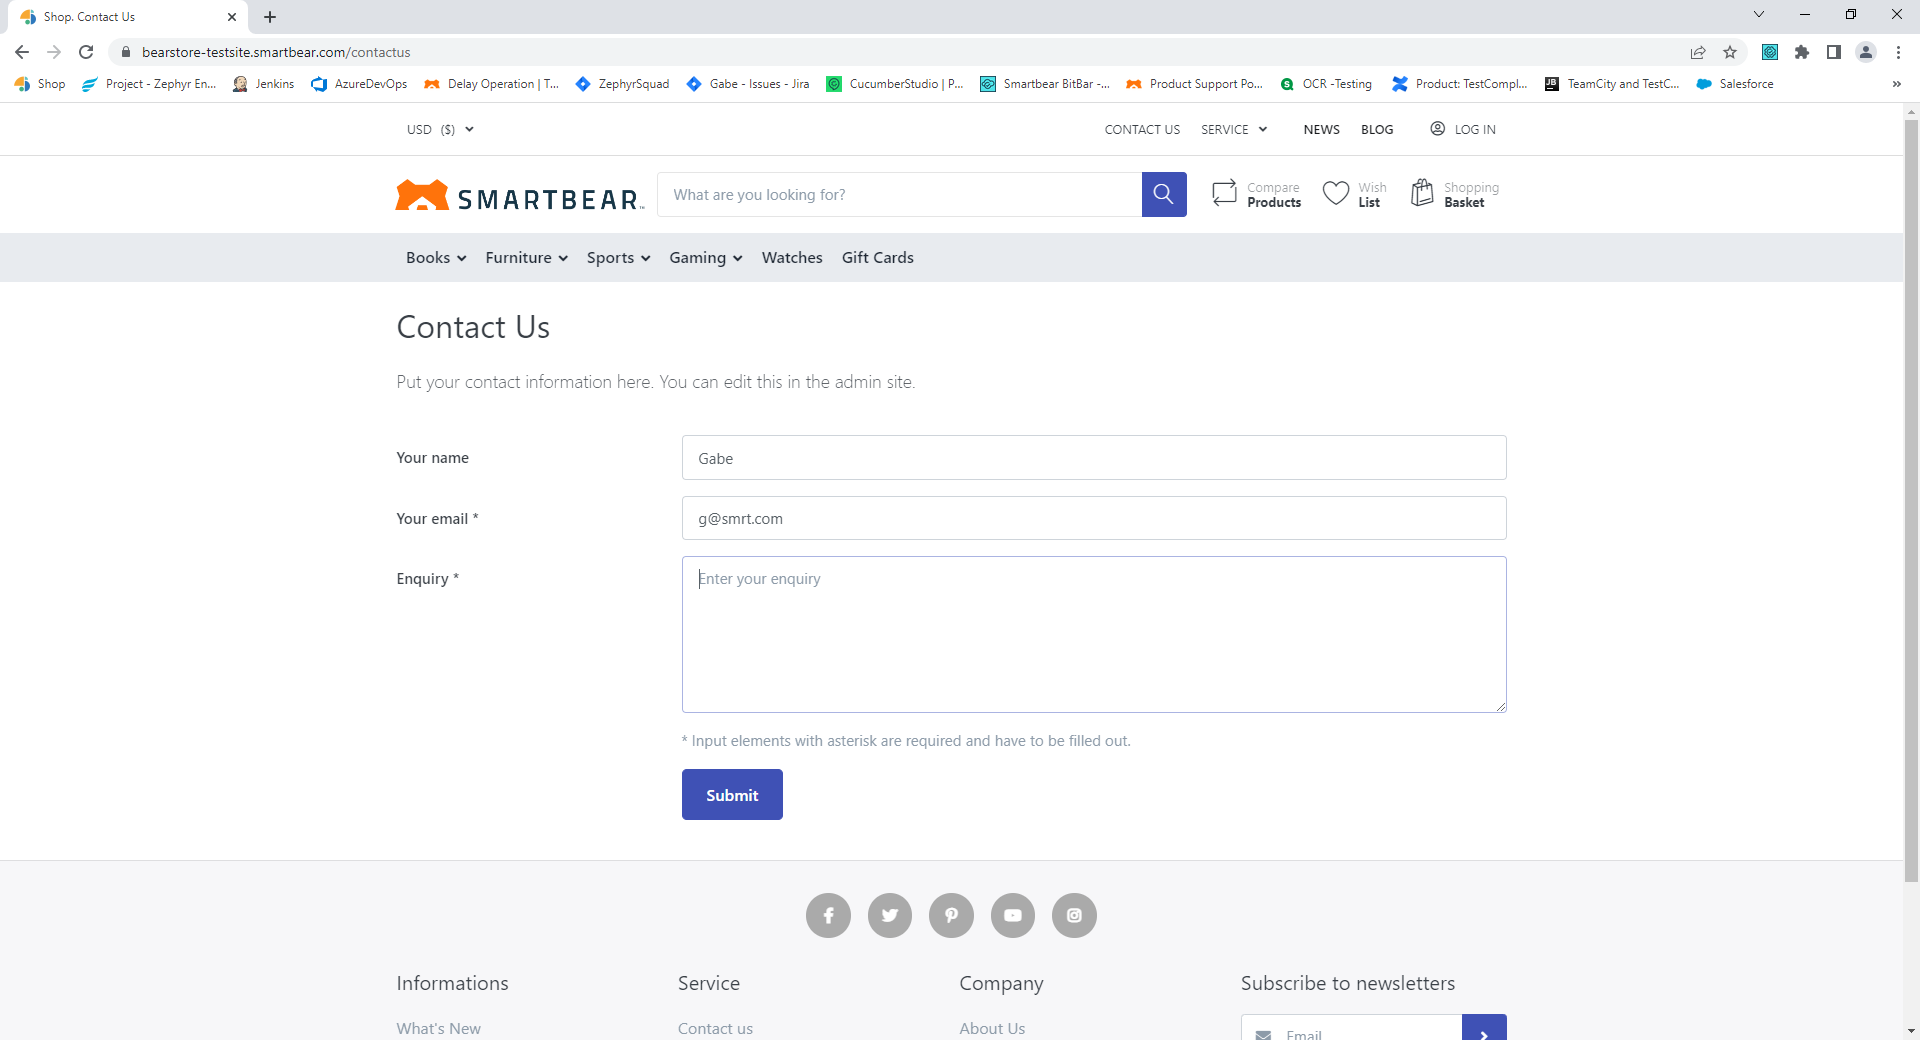 Shop. Contact Us
bearstore-testsite.smartbear.com/contactus
Shop Project - Zephyr En... Jenkins AzureDevOps Delay Operation | T... ZephyrSquad Gabe - Issues - Jira CucumberStudio | P... Smartbear BitBar -... Product Support Po... OCR -Testing Product: TestCompl... TeamCity and TestC... Salesforce »
USD ($) CONTACT US SERVICE NEWS BLOG LOG IN
SMARTBEAR™ What are you looking for? Compare Products Wish List Shopping Basket
Books Furniture Sports Gaming Watches Gift Cards
Contact Us
Put your contact information here. You can edit this in the admin site.
Your name Gabe
Your email * g@smrt.com
Enquiry * Enter your enquiry
* Input elements with asterisk are required and have to be filled out.
Submit
Informations Service Company Subscribe to newsletters
What's New Contact us About Us Email